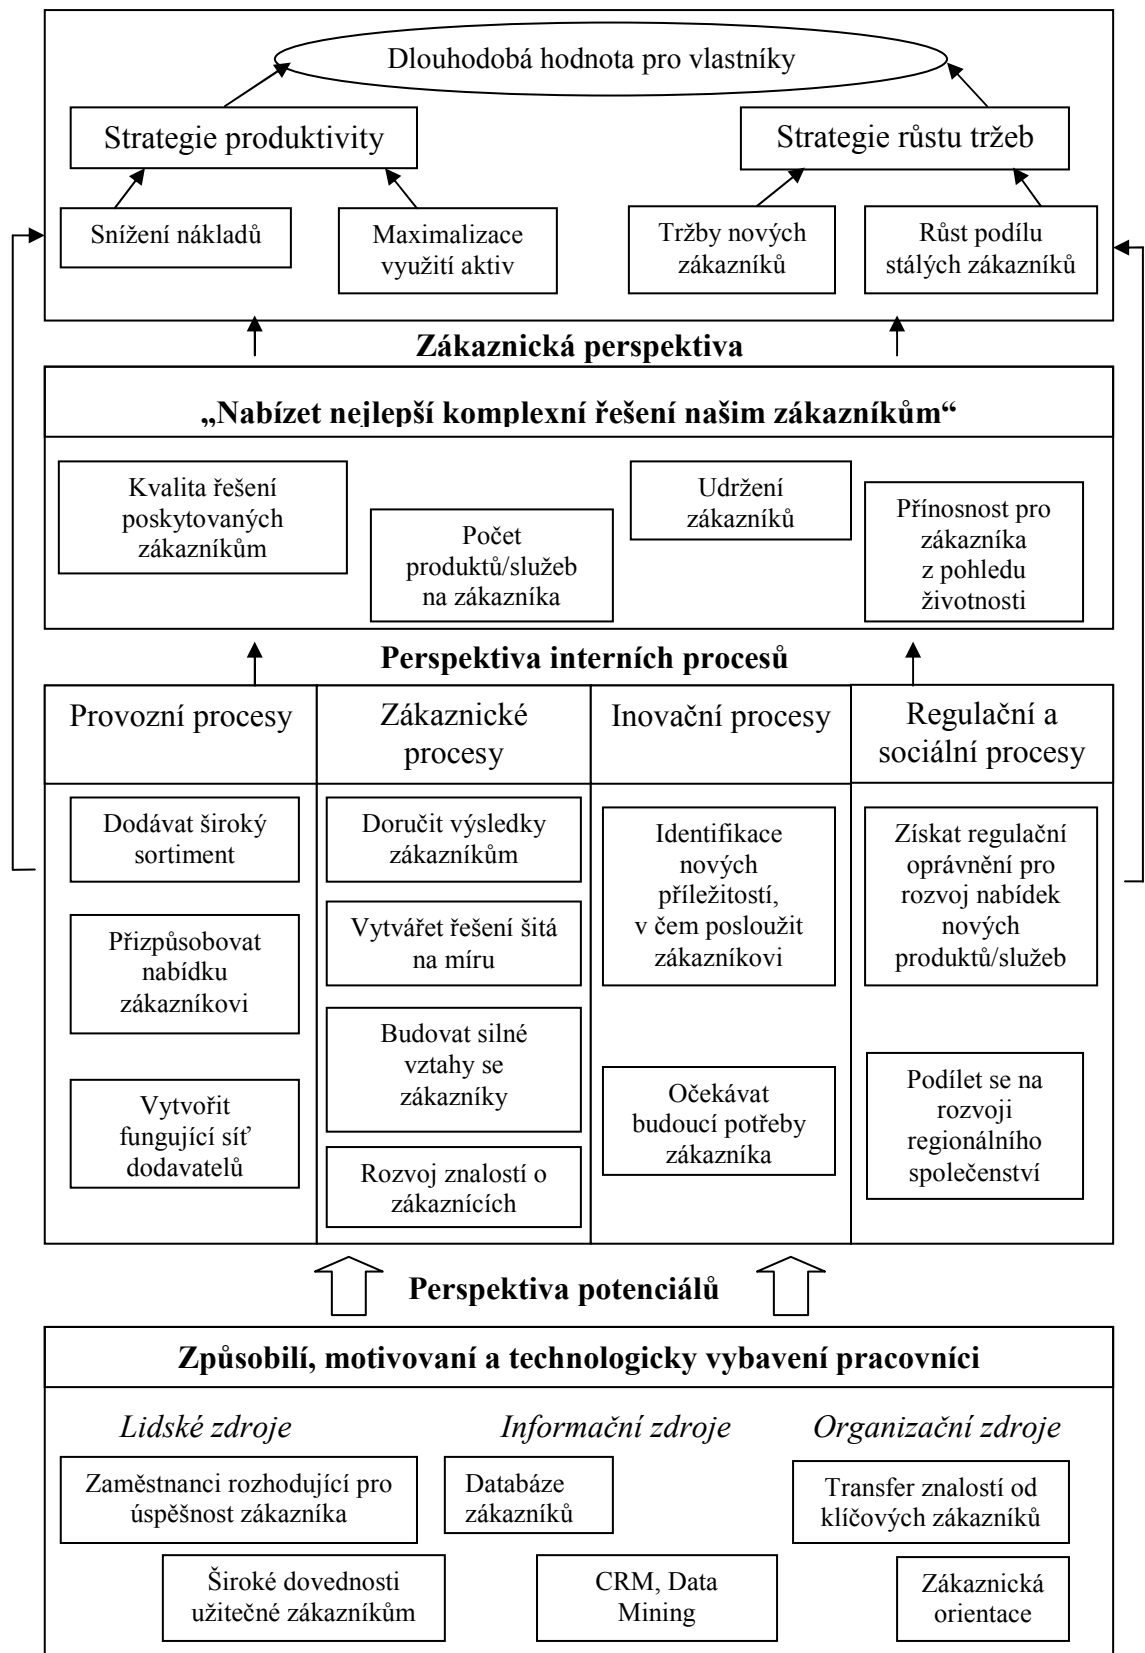 Dlouhodobá hodnota pro vlastníky
Strategie produktivity
Strategie růstu tržeb
Snížení nákladů
Maximalizace
využití aktiv
Tržby nových
zákazníků
Růst podílu
stálých zákazníků
Zákaznická perspektiva
„Nabízet nejlepší komplexní řešení našim zákazníkům“
Kvalita řešení
poskytovaných
zákazníkům
Počet
produktů/služeb
na zákazníka
Udržení
zákazníků
Přínosnost pro
zákazníka
z pohledu
životnosti
Perspektiva interních procesů
Provozní procesy
Zákaznické
procesy
Inovační procesy
Regulační a
sociální procesy
Dodávat široký
sortiment
Přizpůsobovat
nabídku
zákazníkovi
Vytvořit
fungující síť
dodavatelů
Doručit výsledky
zákazníkům
Vytvářet řešení šitá
na míru
Budovat silné
vztahy se
zákazníky
Rozvoj znalostí o
zákaznících
Identifikace
nových
příležitostí,
v čem posloužit
zákazníkovi
Očekávat
budoucí potřeby
zákazníka
Získat regulační
oprávnění pro
rozvoj nabídek
nových
produktů/služeb
Podílet se na
rozvoji
regionálního
společenství
Perspektiva potenciálů
Způsobilí, motivovaní a technologicky vybavení pracovníci
Lidské zdroje
Informační zdroje
Organizační zdroje
Zaměstnanci rozhodující pro
úspěšnost zákazníka
Databáze
zákazníků
Transfer znalostí od
klíčových zákazníků
Široké dovednosti
užitečné zákazníkům
CRM, Data
Mining
Zákaznická
orientace